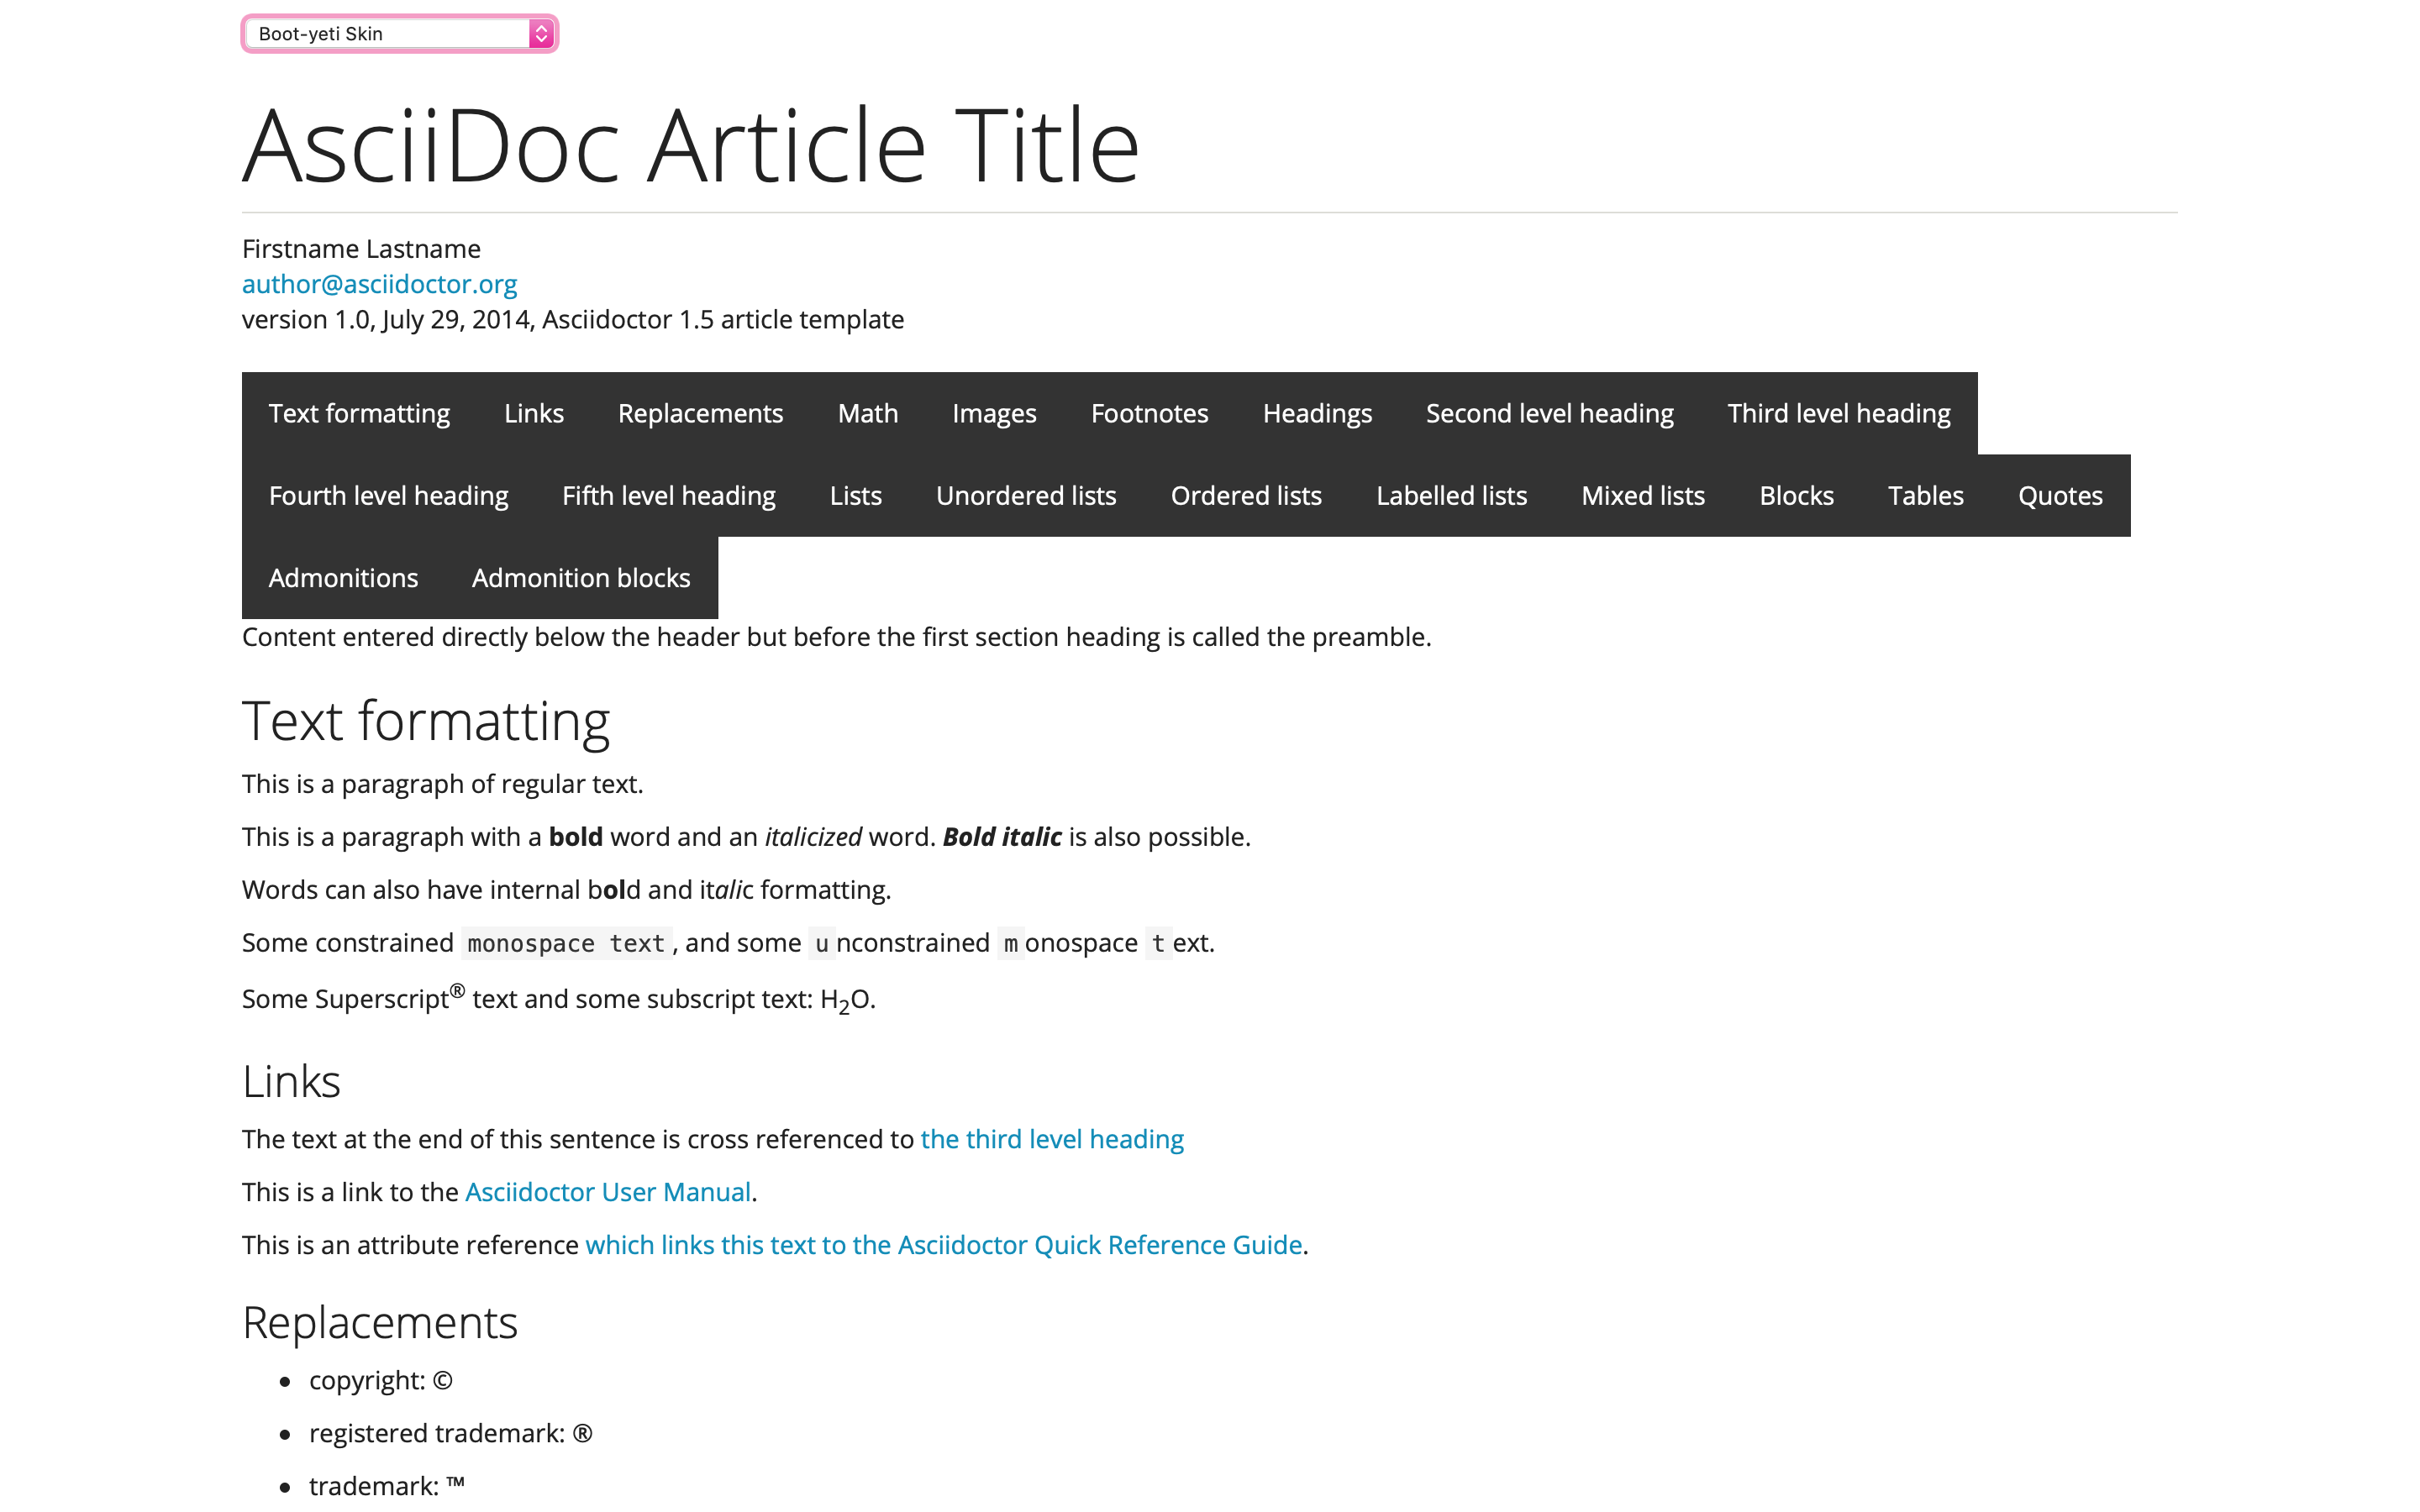 Boot-yeti Skin
AsciiDoc Article Title
Firstname Lastname
author@asciidoctor.org
version 1.0, July 29, 2014, Asciidoctor 1.5 article template
Text formatting Links Replacements Math Images Footnotes Headings Second level heading Third level heading
Fourth level heading Fifth level heading Lists Unordered lists Ordered lists Labelled lists Mixed lists Blocks Tables Quotes
Admonitions Admonition blocks
Content entered directly below the header but before the first section heading is called the preamble.
Text formatting
This is a paragraph of regular text.
This is a paragraph with a bold word and an italicized word. Bold italic is also possible.
Words can also have internal bold and italic formatting.
Some constrained monospace text, and some unconstrained monospace text.
Some Superscript® text and some subscript text: H₂O.
Links
The text at the end of this sentence is cross referenced to the third level heading
This is a link to the Asciidoctor User Manual.
This is an attribute reference which links this text to the Asciidoctor Quick Reference Guide.
Replacements
• copyright: ©
• registered trademark: ®
• trademark: ™